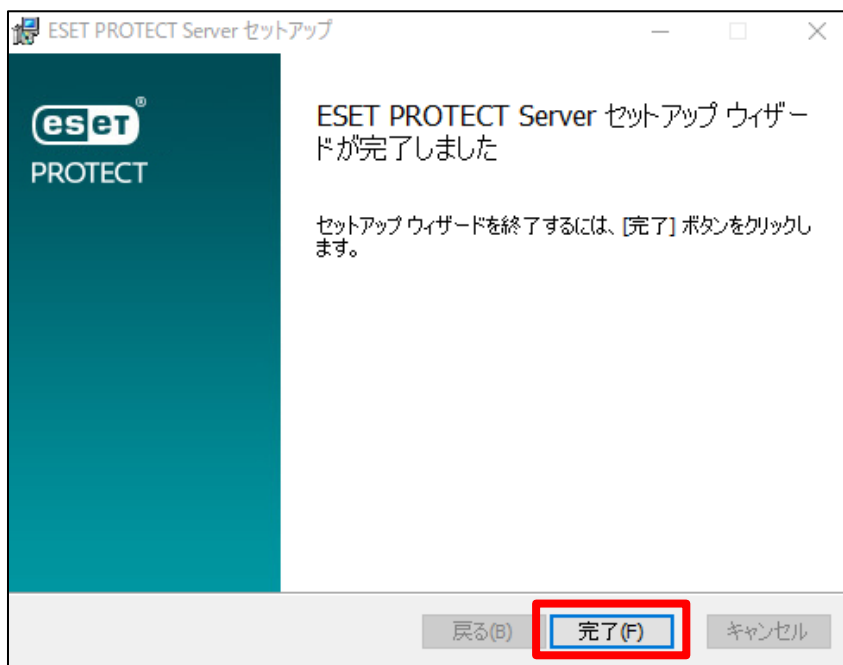 ESET PROTECT Server セットアップ
eseT®
PROTECT
ESET PROTECT Server セットアップ ウィザー
ドが完了しました
セットアップ ウィザードを終了するには、[完了] ボタンをクリックし
ます。
戻る(B)
完了(F)
キャンセル